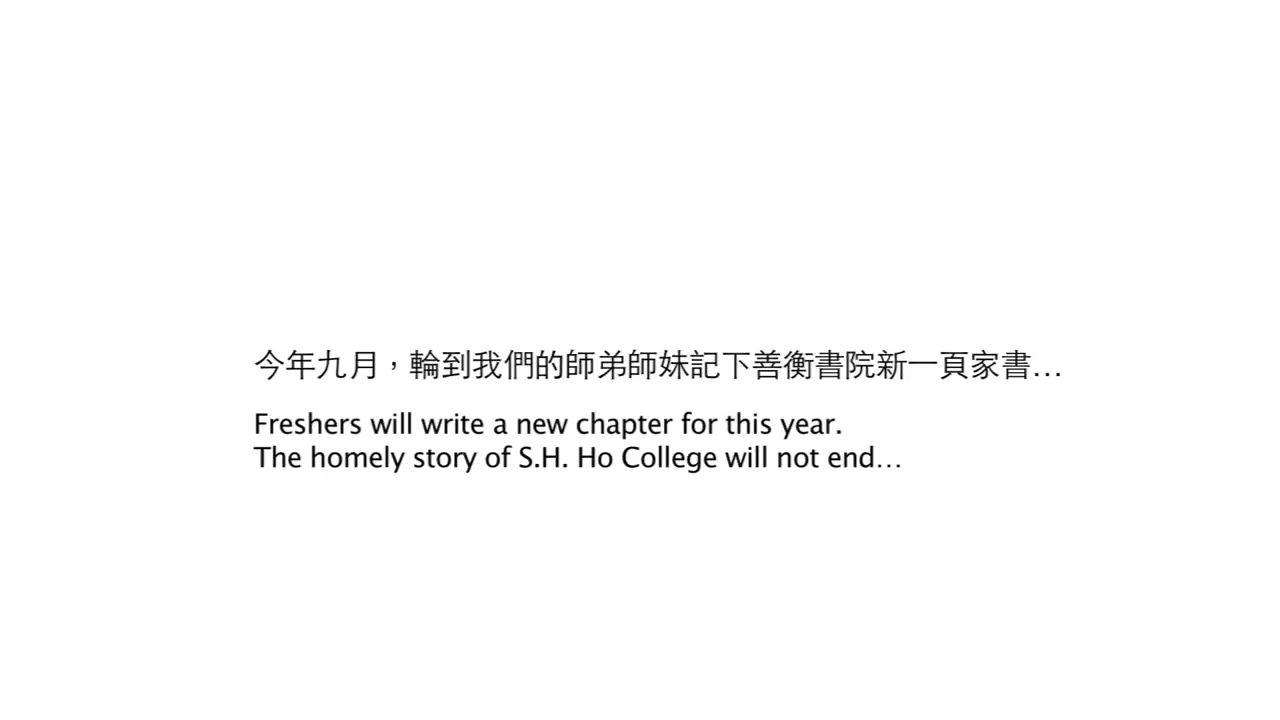 今年九月，輪到我們的師弟師妹記下善衡書院新一頁家書…
Freshers will write a new chapter for this year.
The homely story of S.H. Ho College will not end…